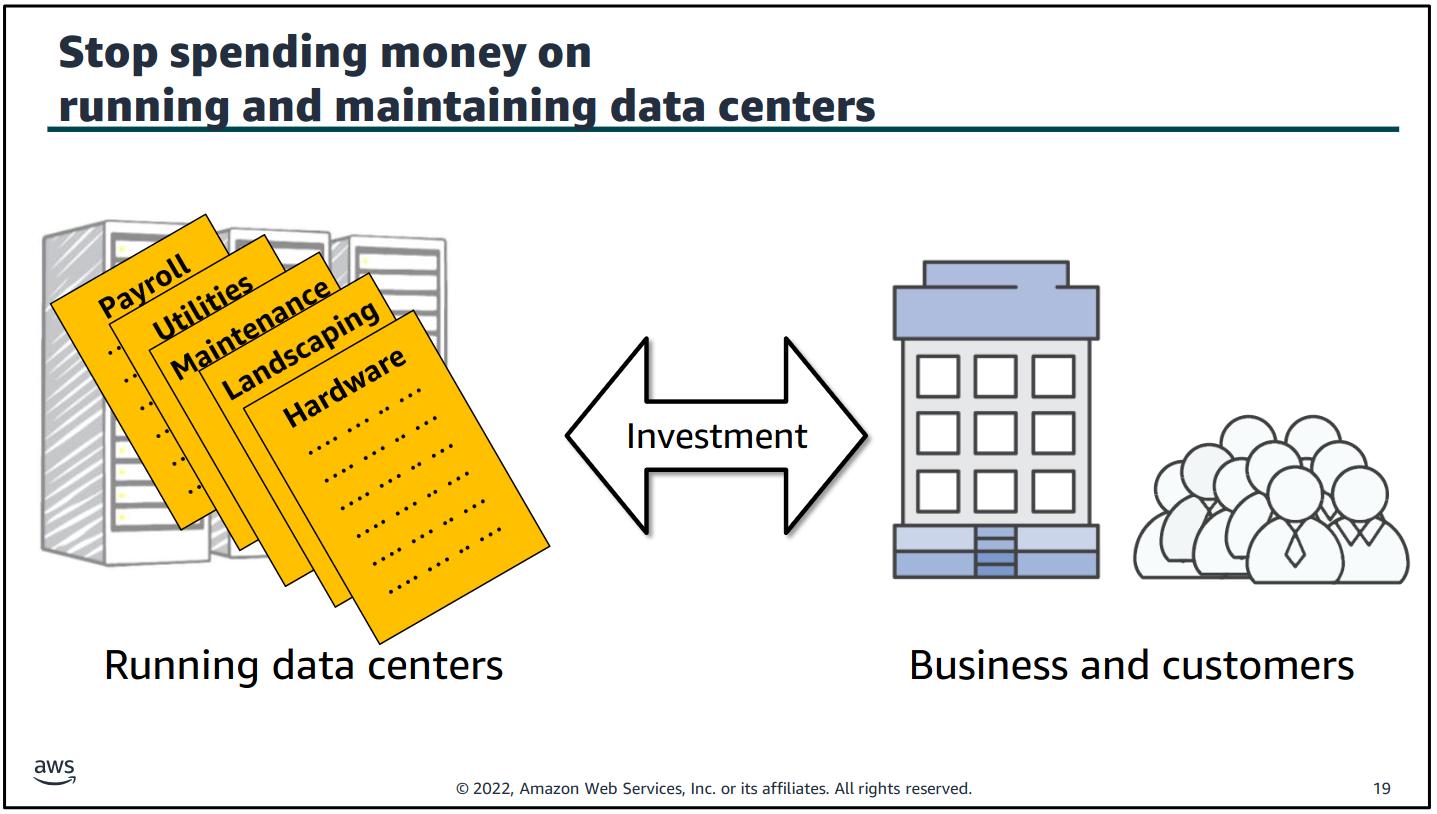 Stop spending money on
running and maintaining data centers
Payroll
Utilities
Maintenance
Landscaping
Hardware
Investment
Running data centers
Business and customers
aws
© 2022, Amazon Web Services, Inc. or its affiliates. All rights reserved.
19